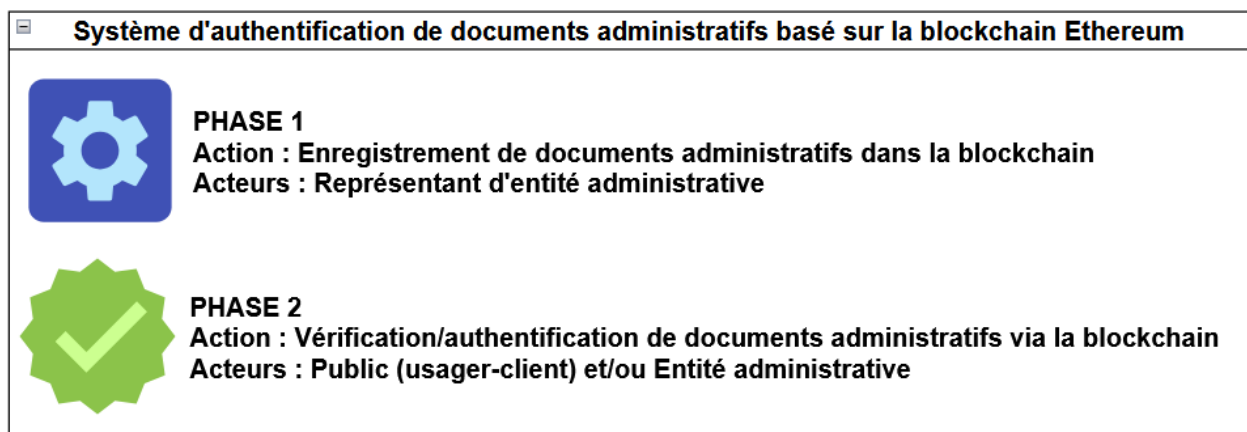 Système d'authentification de documents administratifs basé sur la blockchain Ethereum
PHASE 1
Action : Enregistrement de documents administratifs dans la blockchain
Acteurs : Représentant d'entité administrative
PHASE 2
Action : Vérification/authentification de documents administratifs via la blockchain
Acteurs : Public (usager-client) et/ou Entité administrative